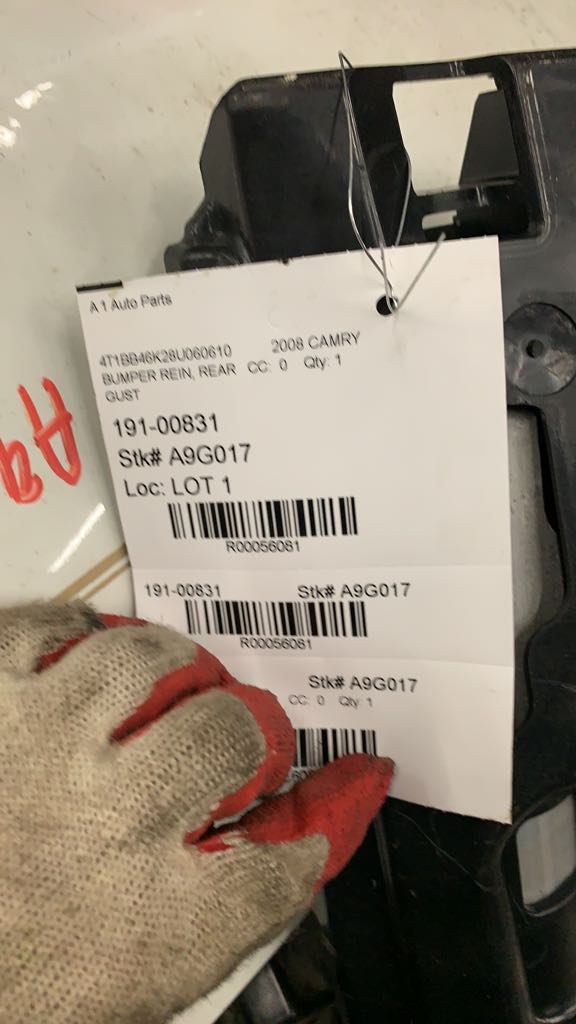 A 1 Auto Parts
4T1BB46K28U060610 2008 CAMRY
BUMPER REIN, REAR CC: 0 Qty: 1
GUST
191-00831
Stk# A9G017
Loc: LOT 1
R00056081
191-00831 Stk# A9G017
R00056081
Stk# A9G017
CC: 0 Qty: 1